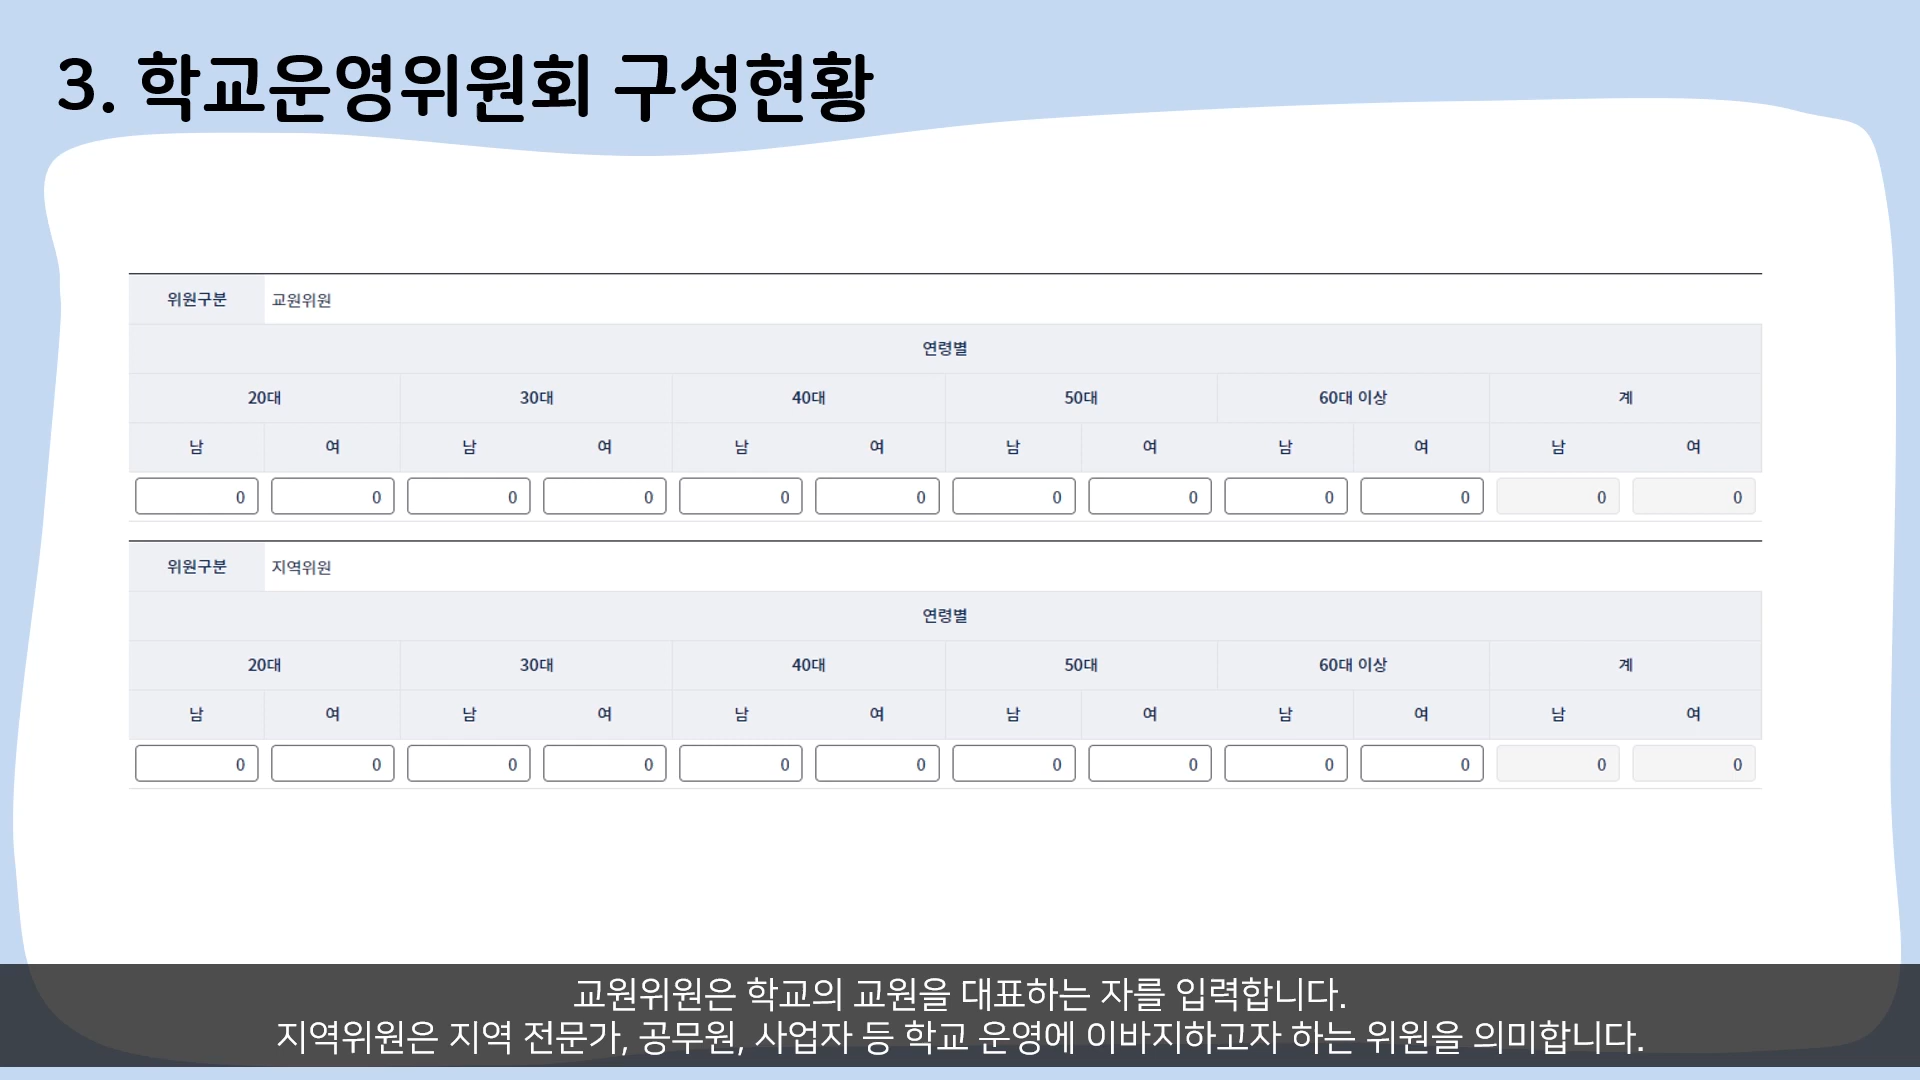 3. 학교운영위원회 구성현황
위원구분 교원위원
연령별
20대 30대 40대 50대 60대 이상 계
남 여 남 여 남 여 남 여 남 여 남 여
0 0 0 0 0 0 0 0 0 0 0 0
위원구분 지역위원
연령별
20대 30대 40대 50대 60대 이상 계
남 여 남 여 남 여 남 여 남 여 남 여
0 0 0 0 0 0 0 0 0 0 0 0
교원위원은 학교의 교원을 대표하는 자를 입력합니다.
지역위원은 지역 전문가, 공무원, 사업자 등 학교 운영에 이바지하고자 하는 위원을 의미합니다.